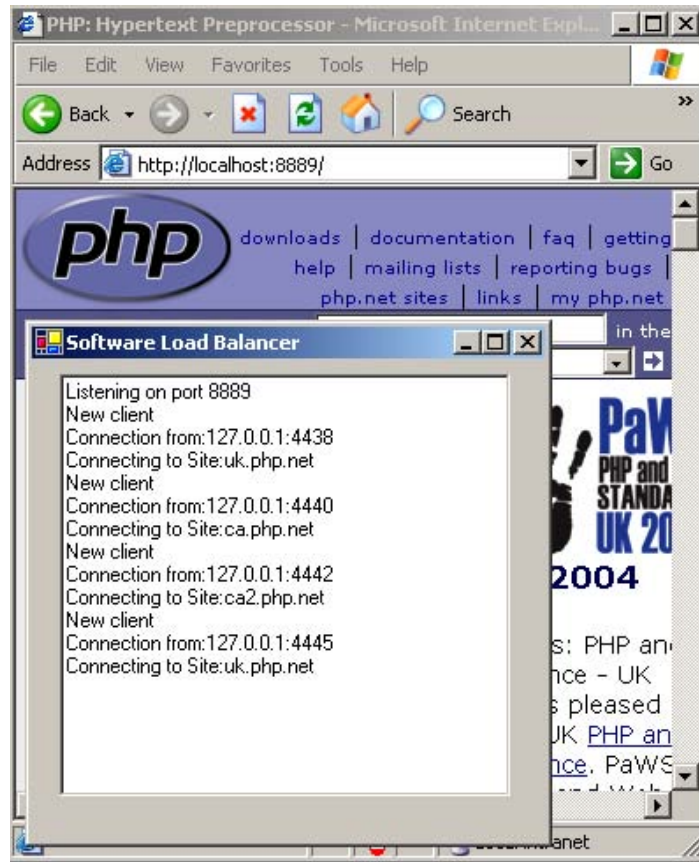 PHP: Hypertext Preprocessor - Microsoft Internet Expl...
File Edit View Favorites Tools Help
Back Search »
Address http://localhost:8889/ Go
php
downloads | documentation | faq | getting
help | mailing lists | reporting bugs |
php.net sites | links | my php.net
in the
Software Load Balancer
Listening on port 8889
New client
Connection from:127.0.0.1:4438
Connecting to Site:uk.php.net
New client
Connection from:127.0.0.1:4440
Connecting to Site:ca.php.net
New client
Connection from:127.0.0.1:4442
Connecting to Site:ca2.php.net
New client
Connection from:127.0.0.1:4445
Connecting to Site:uk.php.net
PaW
PHP and
STANDA
UK 20
2004
s: PHP an
nce - UK
s pleased
UK PHP an
nce. PaWS
anet